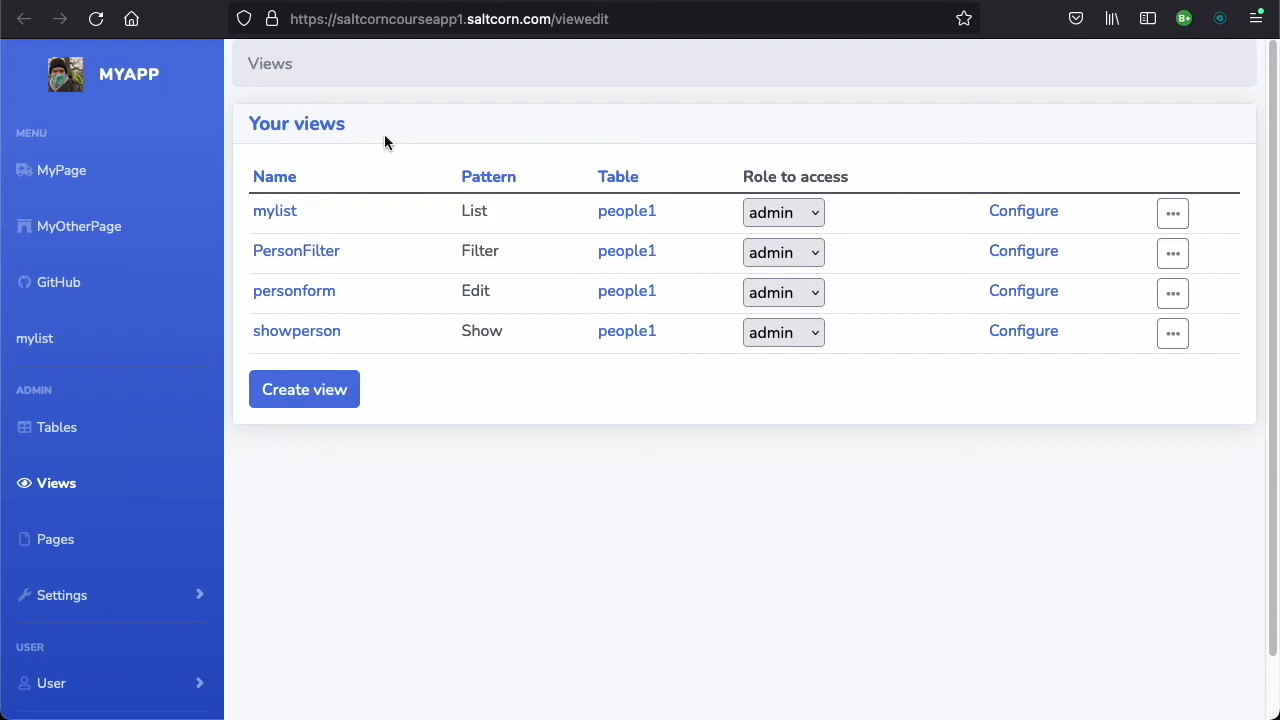 https://saltcorncourseapp1.saltcorn.com/viewedit
MYAPP
MENU
MyPage
MyOtherPage
GitHub
mylist
ADMIN
Tables
Views
Pages
Settings
USER
User
Views
Your views
Name Pattern Table Role to access
mylist List people1 admin Configure
PersonFilter Filter people1 admin Configure
personform Edit people1 admin Configure
showperson Show people1 admin Configure
Create view